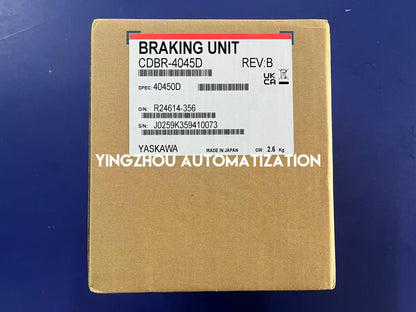 BRAKING UNIT
CDBR-4045D REV:B
SPEC: 40450D
UK
CA
O/N: R24614-356
S/N: J0259K359410073
YINGZHOU AUTOMATIZATION
YASKAWA MADE IN JAPAN GW: 2.6 Kg